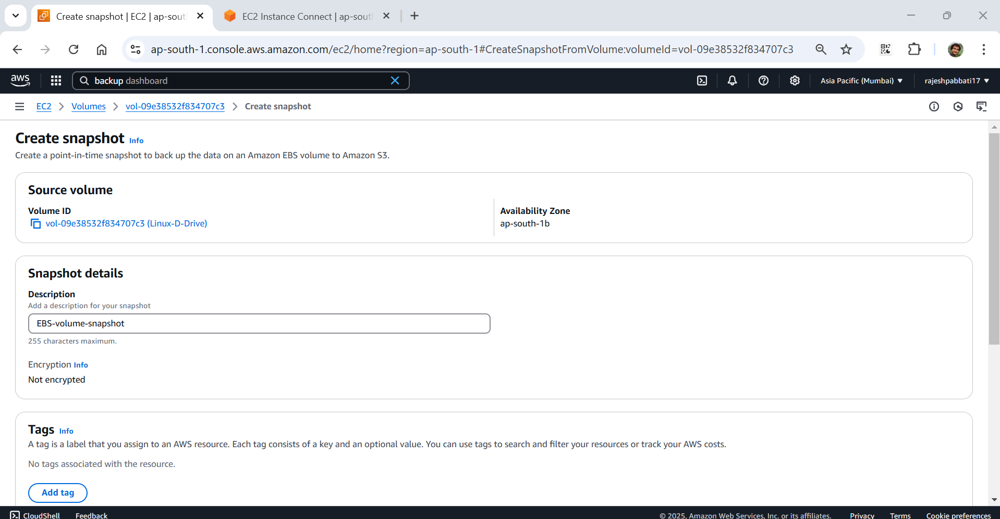 Create snapshot | EC2 | ap-sout
EC2 Instance Connect | ap-sout
ap-south-1.console.aws.amazon.com/ec2/home?region=ap-south-1#CreateSnapshotFromVolume:volumeId=vol-09e38532f834707c3
aws
backup dashboard
Asia Pacific (Mumbai)
rajeshpabbati17
EC2 > Volumes > vol-09e38532f834707c3 > Create snapshot
Create snapshot Info
Create a point-in-time snapshot to back up the data on an Amazon EBS volume to Amazon S3.
Source volume
Volume ID
vol-09e38532f834707c3 (Linux-D-Drive)
Availability Zone
ap-south-1b
Snapshot details
Description
Add a description for your snapshot
EBS-volume-snapshot
255 characters maximum.
Encryption Info
Not encrypted
Tags Info
A tag is a label that you assign to an AWS resource. Each tag consists of a key and an optional value. You can use tags to search and filter your resources or track your AWS costs.
No tags associated with the resource.
Add tag
CloudShell Feedback © 2025, Amazon Web Services, Inc. or its affiliates. Privacy Terms Cookie preferences